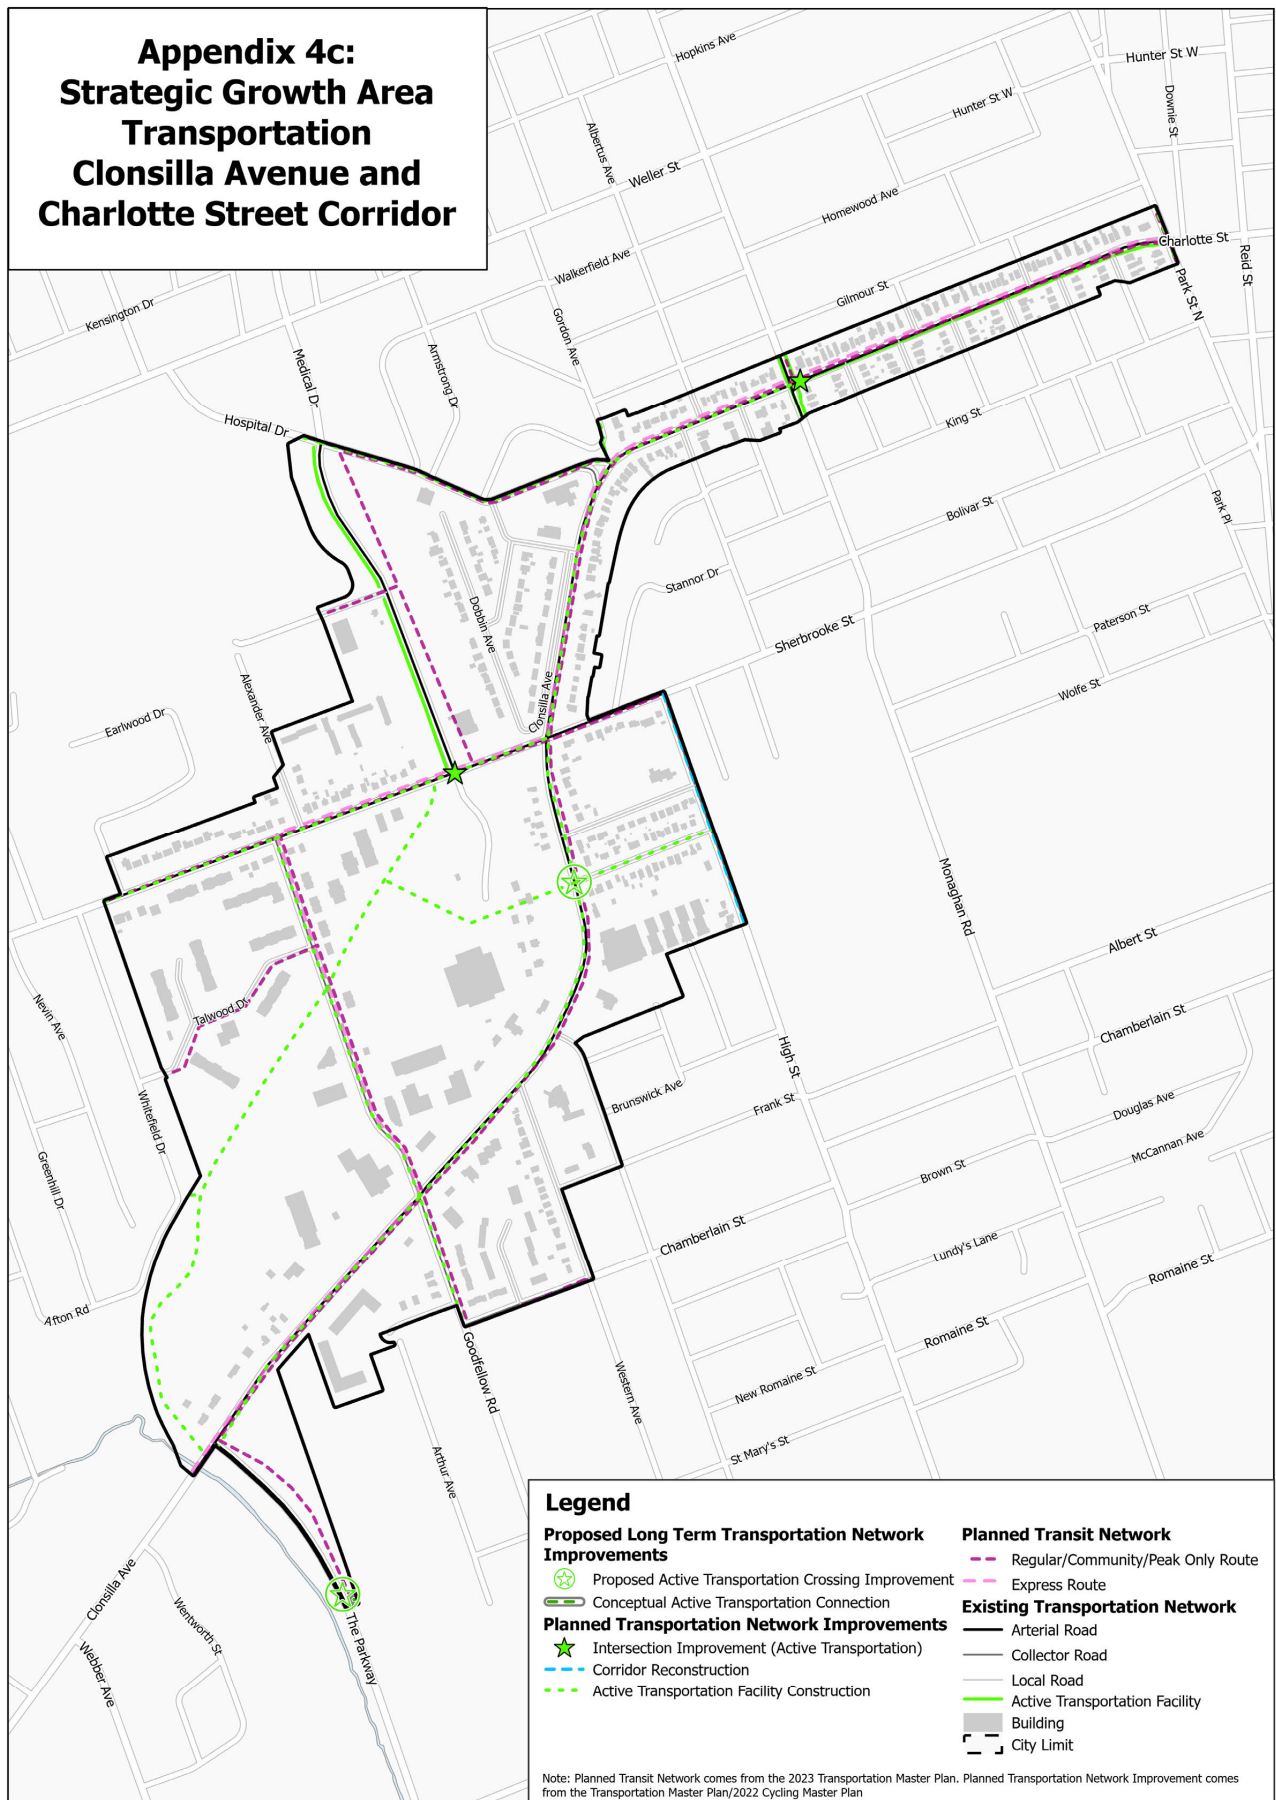 Appendix 4c:
Strategic Growth Area
Transportation
Clonsilla Avenue and
Charlotte Street Corridor
Hopkins Ave
Hunter St W
Hunter St W
Downie St
Albertus Ave
Weller St
Homewood Ave
Charlotte St
Reid St
Walkerfield Ave
Gilmour St
Park St N
Kensington Dr
Gordon Ave
Medical Dr
Armstrong Dr
Hospital Dr
King St
Bolivar St
Park Pl
Stannor Dr
Dobbin Ave
Sherbrooke St
Paterson St
Wolfe St
Alexander Ave
Clonsilla Ave
Earlwood Dr
Monaghan Rd
Albert St
Talwood Dr
Nevin Ave
Chamberlain St
High St
Whitefield Dr
Brunswick Ave
Frank St
Douglas Ave
McCannan Ave
Greenhill Dr
Brown St
Chamberlain St
Lundy's Lane
Romaine St
Afton Rd
Goodfellow Rd
Romaine St
Western Ave
New Romaine St
Arthur Ave
St Mary's St
Clonsilla Ave
Wentworth St
The Parkway
Webber Ave
Legend
Proposed Long Term Transportation Network
Improvements
Proposed Active Transportation Crossing Improvement
Conceptual Active Transportation Connection
Planned Transportation Network Improvements
Intersection Improvement (Active Transportation)
Corridor Reconstruction
Active Transportation Facility Construction
Planned Transit Network
Regular/Community/Peak Only Route
Express Route
Existing Transportation Network
Arterial Road
Collector Road
Local Road
Active Transportation Facility
Building
City Limit
Note: Planned Transit Network comes from the 2023 Transportation Master Plan. Planned Transportation Network Improvement comes
from the Transportation Master Plan/2022 Cycling Master Plan